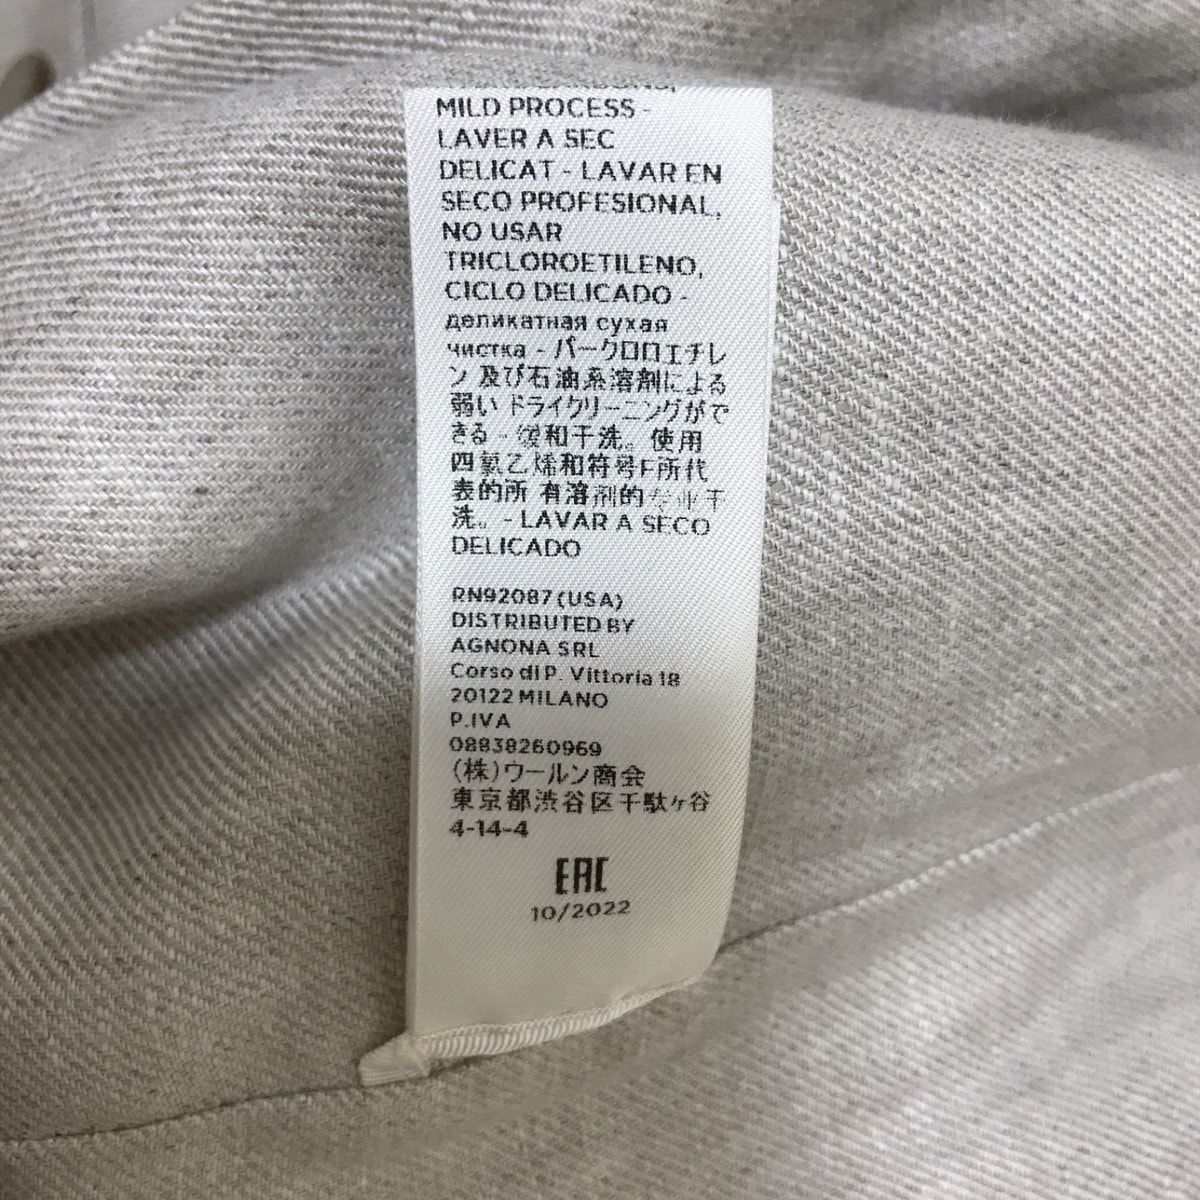 MILD PROCESS -
LAVER A SEC
DELICAT - LAVAR EN
SECO PROFESIONAL,
NO USAR
TRICLOROETILENO,
CICLO DELICADO -
деликатная сухая
чистка - パークロロエチレ
ン 及び石油系溶剤による
弱い ドライクリーニングがで
きる - 缓和干洗。使用
四氯乙烯和符号F所代
表的所 有溶剂的专业干
洗。 - LAVAR A SECO
DELICADO
RN92087 (USA)
DISTRIBUTED BY
AGNONA SRL
Corso di P. Vittoria 18
20122 MILANO
P.IVA
08838260969
(株)ウールン商会
東京都渋谷区千駄ヶ谷
4-14-4
EAC
10/2022